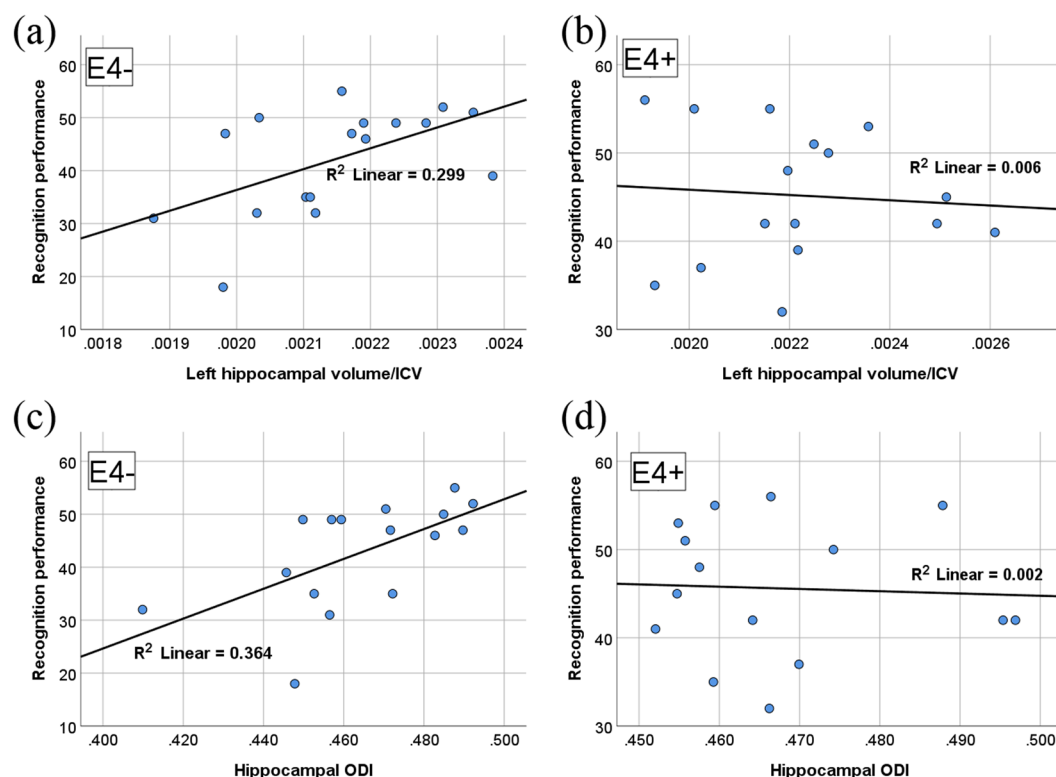 (a)
E4-
Recognition performance
60
50
40
30
20
10
R² Linear = 0.299
.0018 .0019 .0020 .0021 .0022 .0023 .0024
Left hippocampal volume/ICV
(b)
E4+
Recognition performance
60
50
40
30
R² Linear = 0.006
.0020 .0022 .0024 .0026
Left hippocampal volume/ICV
(c)
E4-
Recognition performance
60
50
40
30
20
10
R² Linear = 0.364
.400 .420 .440 .460 .480 .500
Hippocampal ODI
(d)
E4+
Recognition performance
60
50
40
30
R² Linear = 0.002
.450 .460 .470 .480 .490 .500
Hippocampal ODI